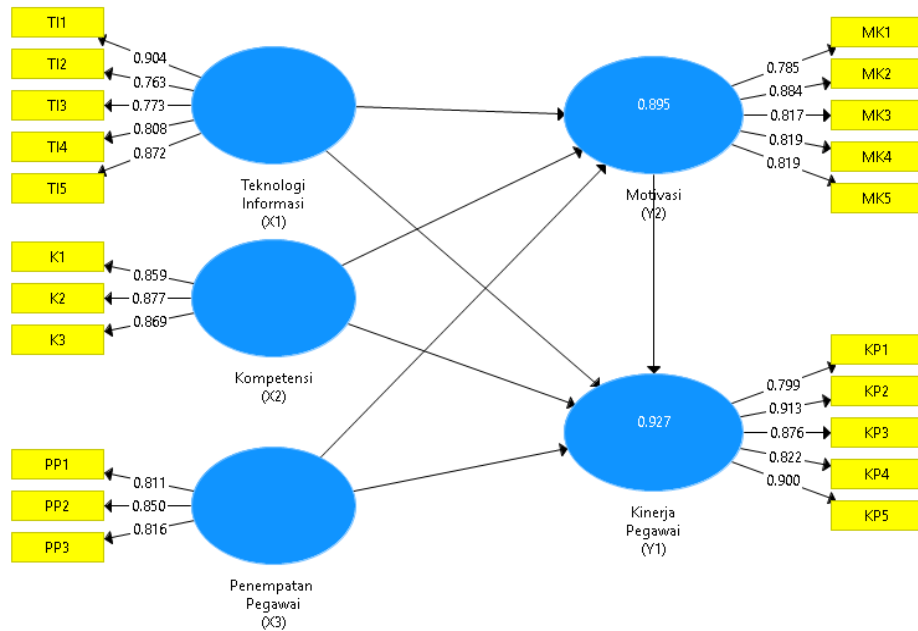 TI1
TI2
TI3
TI4
TI5
0.904
0.763
0.773
0.808
0.872
Teknologi
Informasi
(X1)
K1
K2
K3
0.859
0.877
0.869
Kompetensi
(X2)
PP1
PP2
PP3
0.811
0.850
0.816
Penempatan
Pegawai
(X3)
0.895
Motivasi
(Y2)
0.785
0.884
0.817
0.819
0.819
MK1
MK2
MK3
MK4
MK5
0.927
Kinerja
Pegawai
(Y1)
0.799
0.913
0.876
0.822
0.900
KP1
KP2
KP3
KP4
KP5